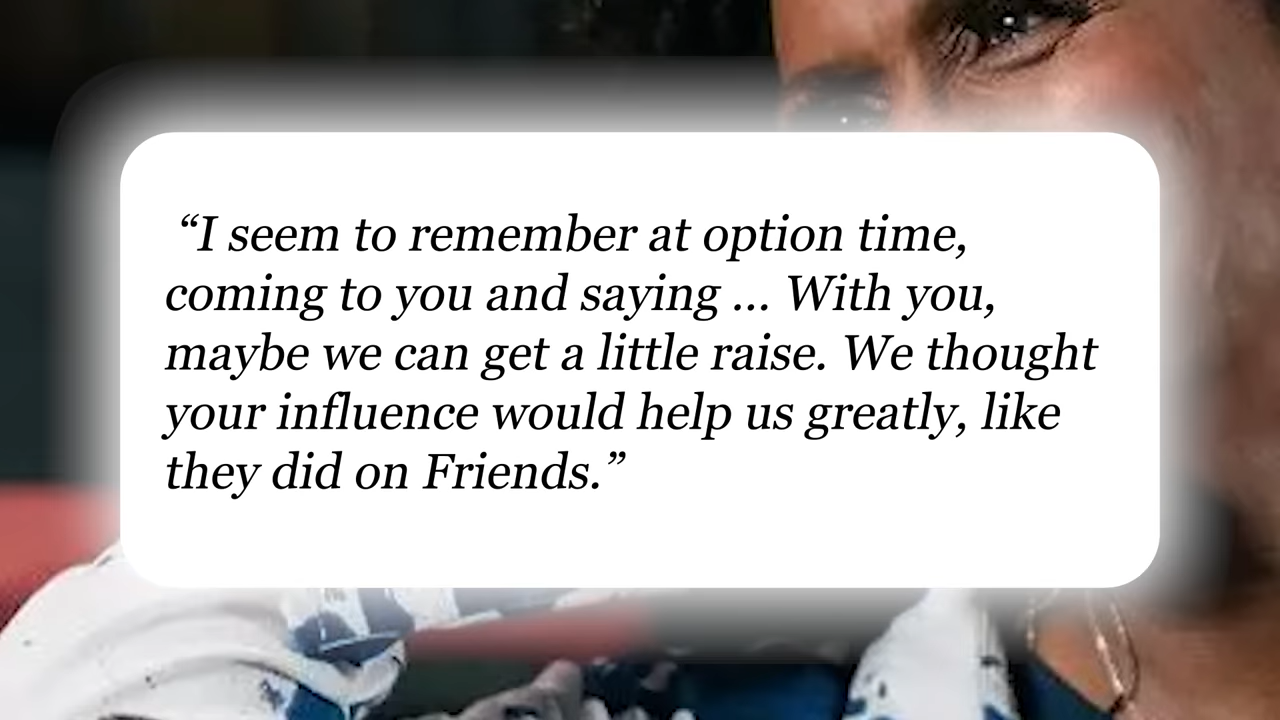 “I seem to remember at option time,
coming to you and saying ... With you,
maybe we can get a little raise. We thought
your influence would help us greatly, like
they did on Friends.”